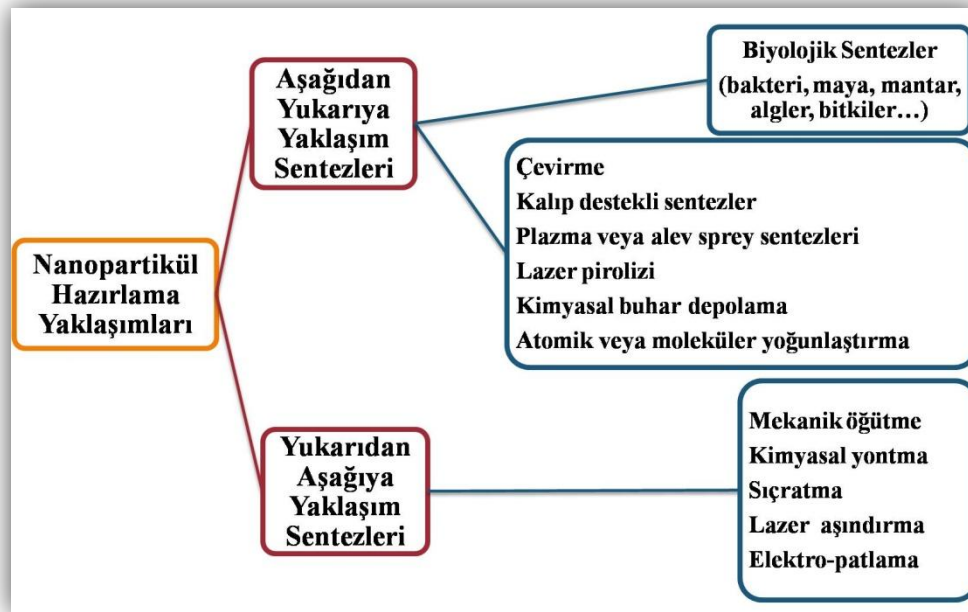 Nanopartikül
Hazırlama
Yaklaşımları
Aşağıdan
Yukarıya
Yaklaşım
Sentezleri
Biyolojik Sentezler
(bakteri, maya, mantar,
algler, bitkiler...)
Çevirme
Kalıp destekli sentezler
Plazma veya alev sprey sentezleri
Lazer pirolizi
Kimyasal buhar depolama
Atomik veya moleküler yoğunlaştırma
Yukarıdan
Aşağıya
Yaklaşım
Sentezleri
Mekanik öğütme
Kimyasal yontma
Sıçratma
Lazer aşındırma
Elektro-patlama